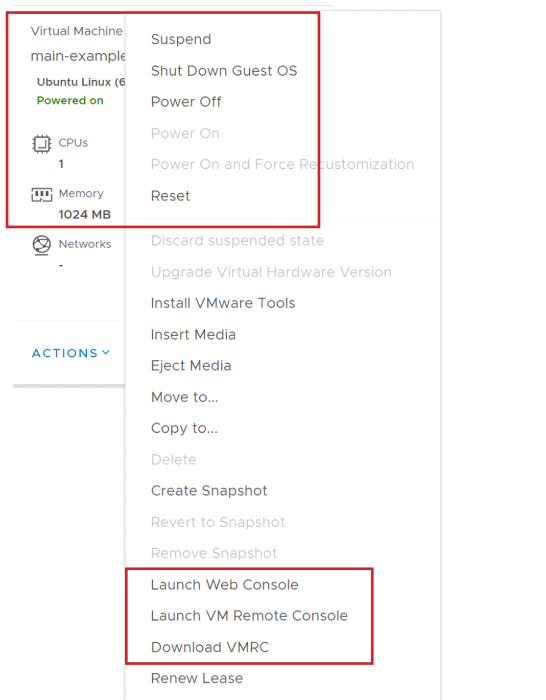 Virtual Machine
main-example
Ubuntu Linux (6
Powered on
CPUs
1
Memory
1024 MB
Networks
-
ACTIONS
Suspend
Shut Down Guest OS
Power Off
Power On
Power On and Force Recustomization
Reset
Discard suspended state
Upgrade Virtual Hardware Version
Install VMware Tools
Insert Media
Eject Media
Move to...
Copy to...
Delete
Create Snapshot
Revert to Snapshot
Remove Snapshot
Launch Web Console
Launch VM Remote Console
Download VMRC
Renew Lease